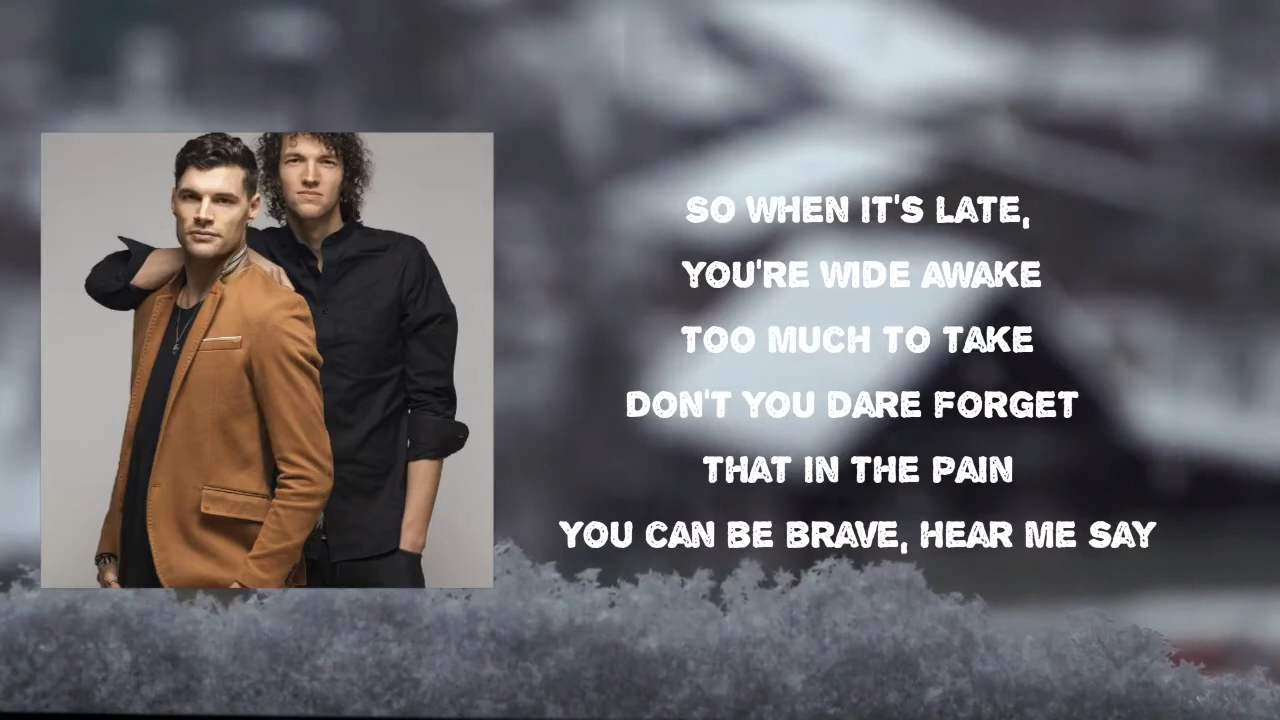 SO WHEN IT'S LATE,
YOU'RE WIDE AWAKE
TOO MUCH TO TAKE
DON'T YOU DARE FORGET
THAT IN THE PAIN
YOU CAN BE BRAVE, HEAR ME SAY